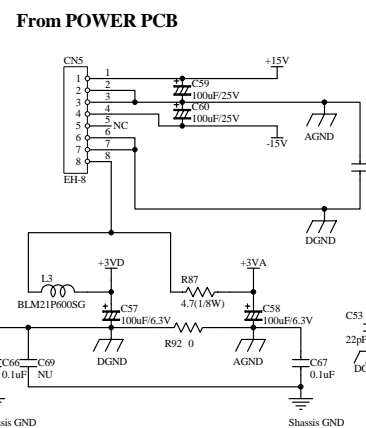 From POWER PCB
CN5
1
2
3
4
5
6
7
8
1
2
3
4
5
6
7
8
NC
EH-8
+15V
C59
100uF/25V
C60
100uF/25V
-15V
AGND
DGND
L3
BLM21P600SG
+3VD
R87
4.7(1/8W)
+3VA
C57
100uF/6.3V
C58
100uF/6.3V
R92 0
DGND
AGND
C53
22pF
C66
0.1uF
C69
NU
C67
0.1uF
Shassis GND